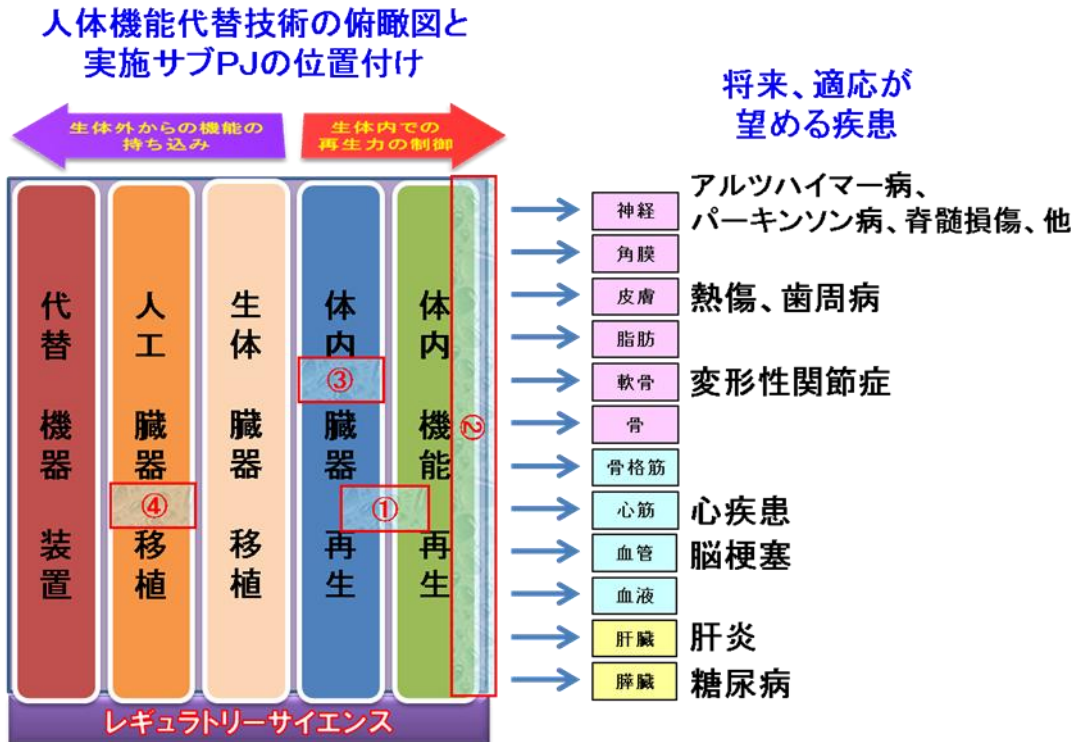 人体機能代替技術の俯瞰図と
実施サブPJの位置付け
将来、適応が
望める疾患
生体外からの機能の
持ち込み
生体内での
再生力の制御
代替機器装置
人工臓器移植
生体臓器移植
体内臓器再生
体内機能再生
③
④
①
②
レギュラトリーサイエンス
神経
アルツハイマー病、
パーキンソン病、脊髄損傷、他
角膜
皮膚
熱傷、歯周病
脂肪
軟骨
変形性関節症
骨
骨格筋
心筋
心疾患
血管
脳梗塞
血液
肝臓
肝炎
膵臓
糖尿病